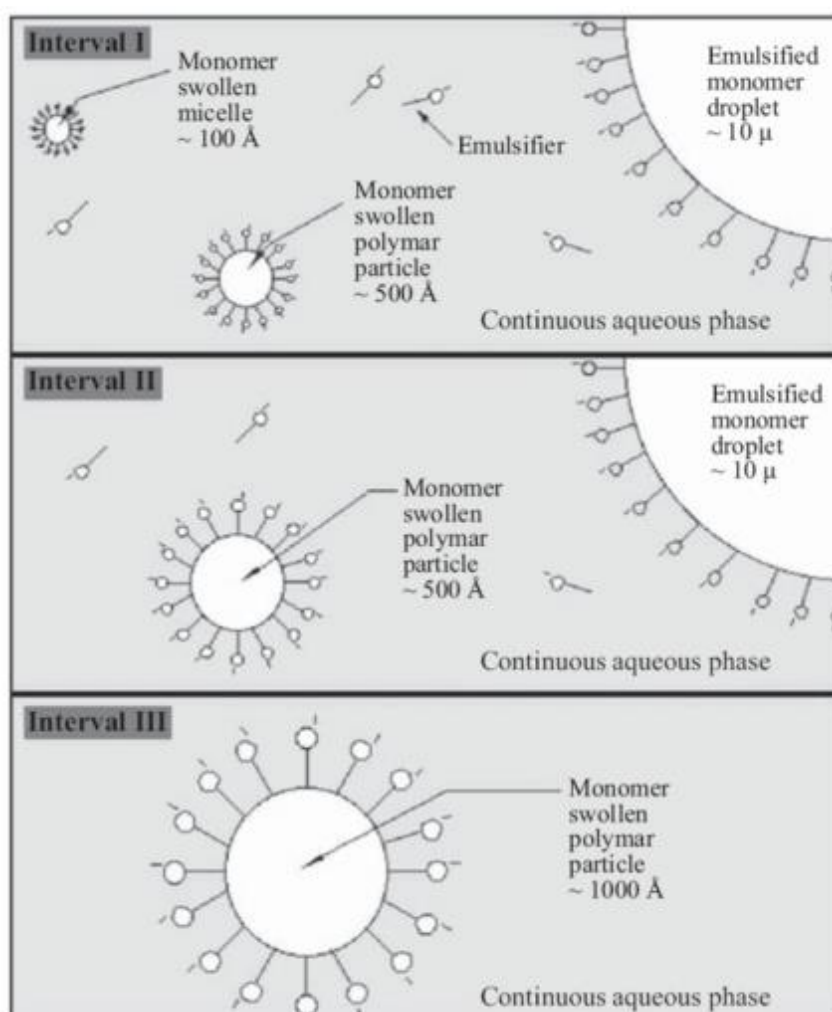 Interval I
Monomer
swollen
micelle
~ 100 Å
Emulsifier
Monomer
swollen
polymar
particle
~ 500 Å
Emulsified
monomer
droplet
~ 10 μ
Continuous aqueous phase
Interval II
Monomer
swollen
polymar
particle
~ 500 Å
Emulsified
monomer
droplet
~ 10 μ
Continuous aqueous phase
Interval III
Monomer
swollen
polymar
particle
~ 1000 Å
Continuous aqueous phase